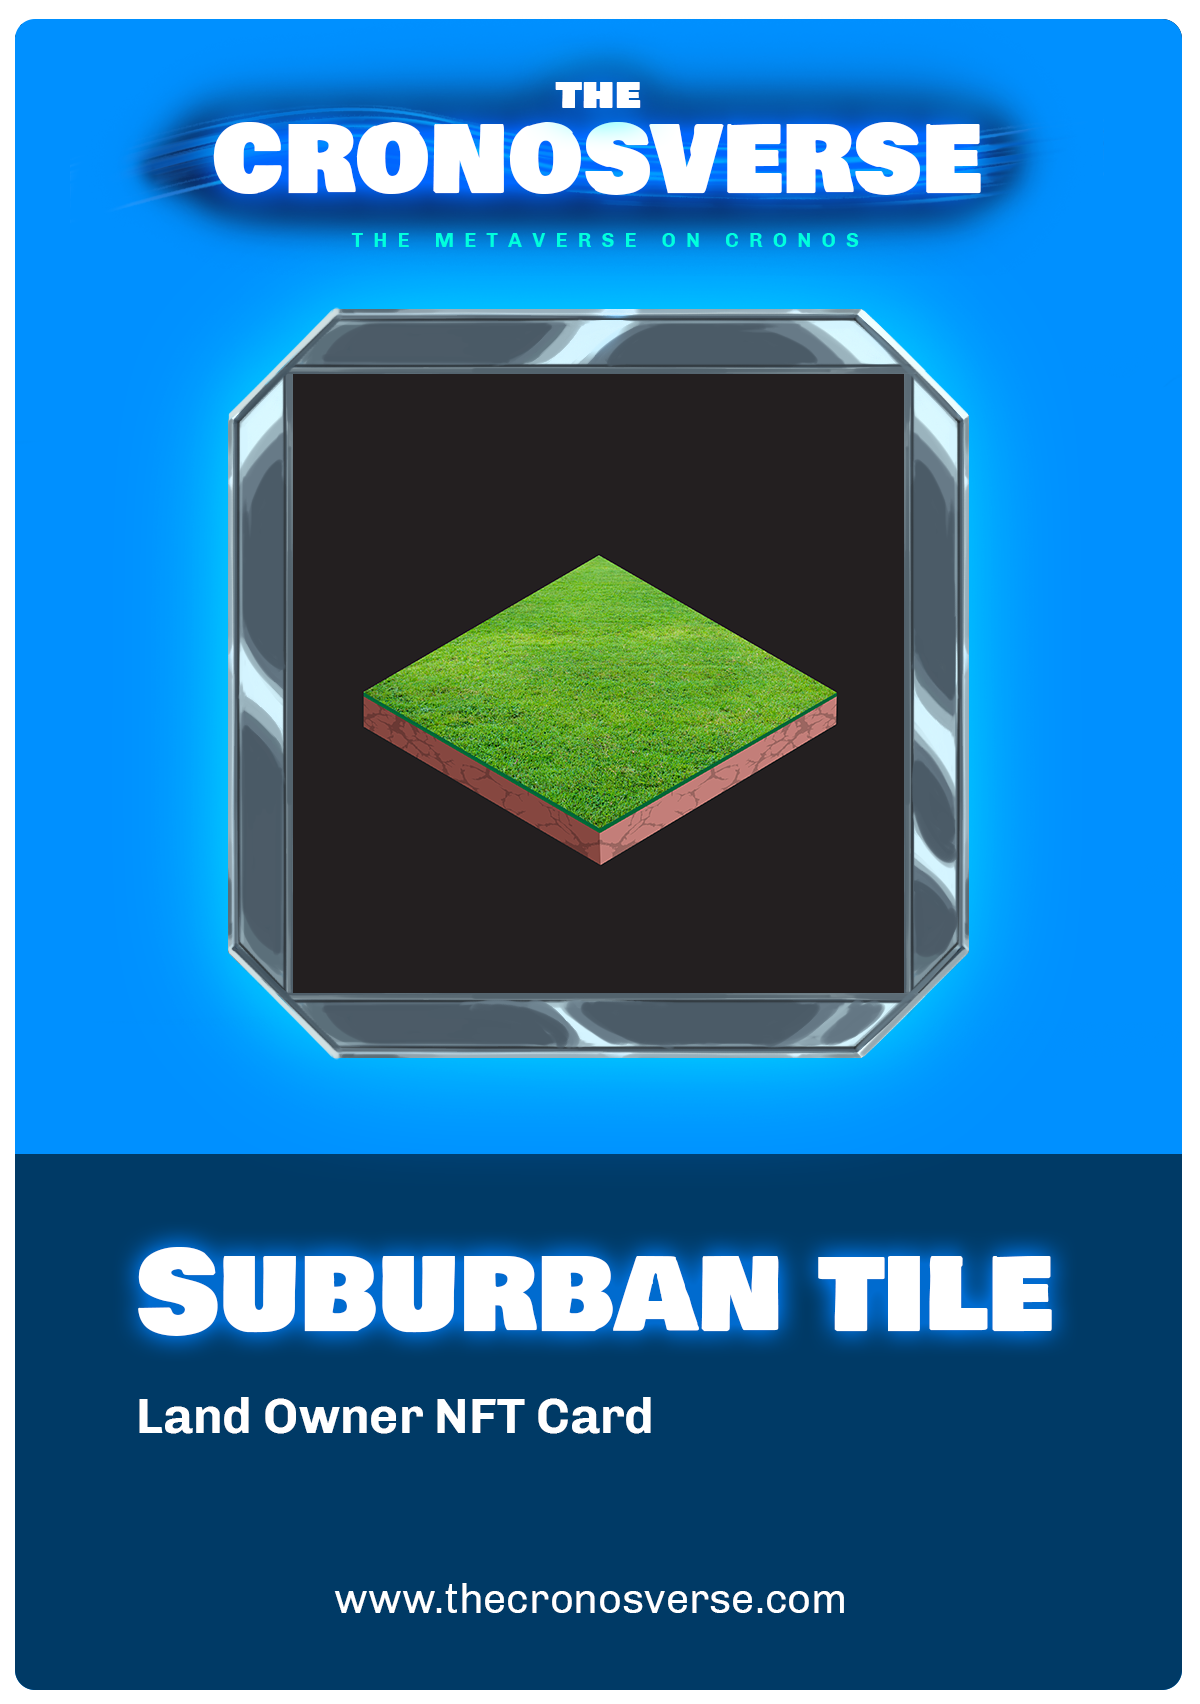 THE
CRONOSVERSE
THE METAVERSE ON CRONOS
SUBURBAN TILE
Land Owner NFT Card
www.thecronosverse.com